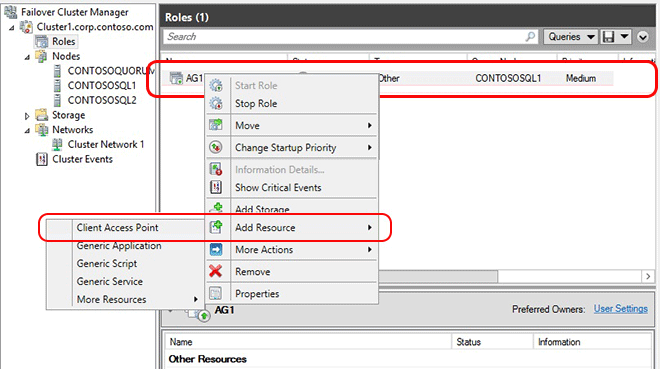 Failover Cluster Manager
Cluster1.corp.contoso.com
Roles
Nodes
CONTOSOSQL1
CONTOSOSQL2
Storage
Networks
Cluster Network 1
Cluster Events
Roles (1)
Search
Queries
AG1 Other CONTOSOSQL1 Medium
Start Role
Stop Role
Move
Change Startup Priority
Information Details...
Show Critical Events
Add Storage
Add Resource
More Actions
Remove
Properties
Client Access Point
Generic Application
Generic Script
Generic Service
More Resources
AG1 Preferred Owners: User Settings
Name Status Information
Other Resources